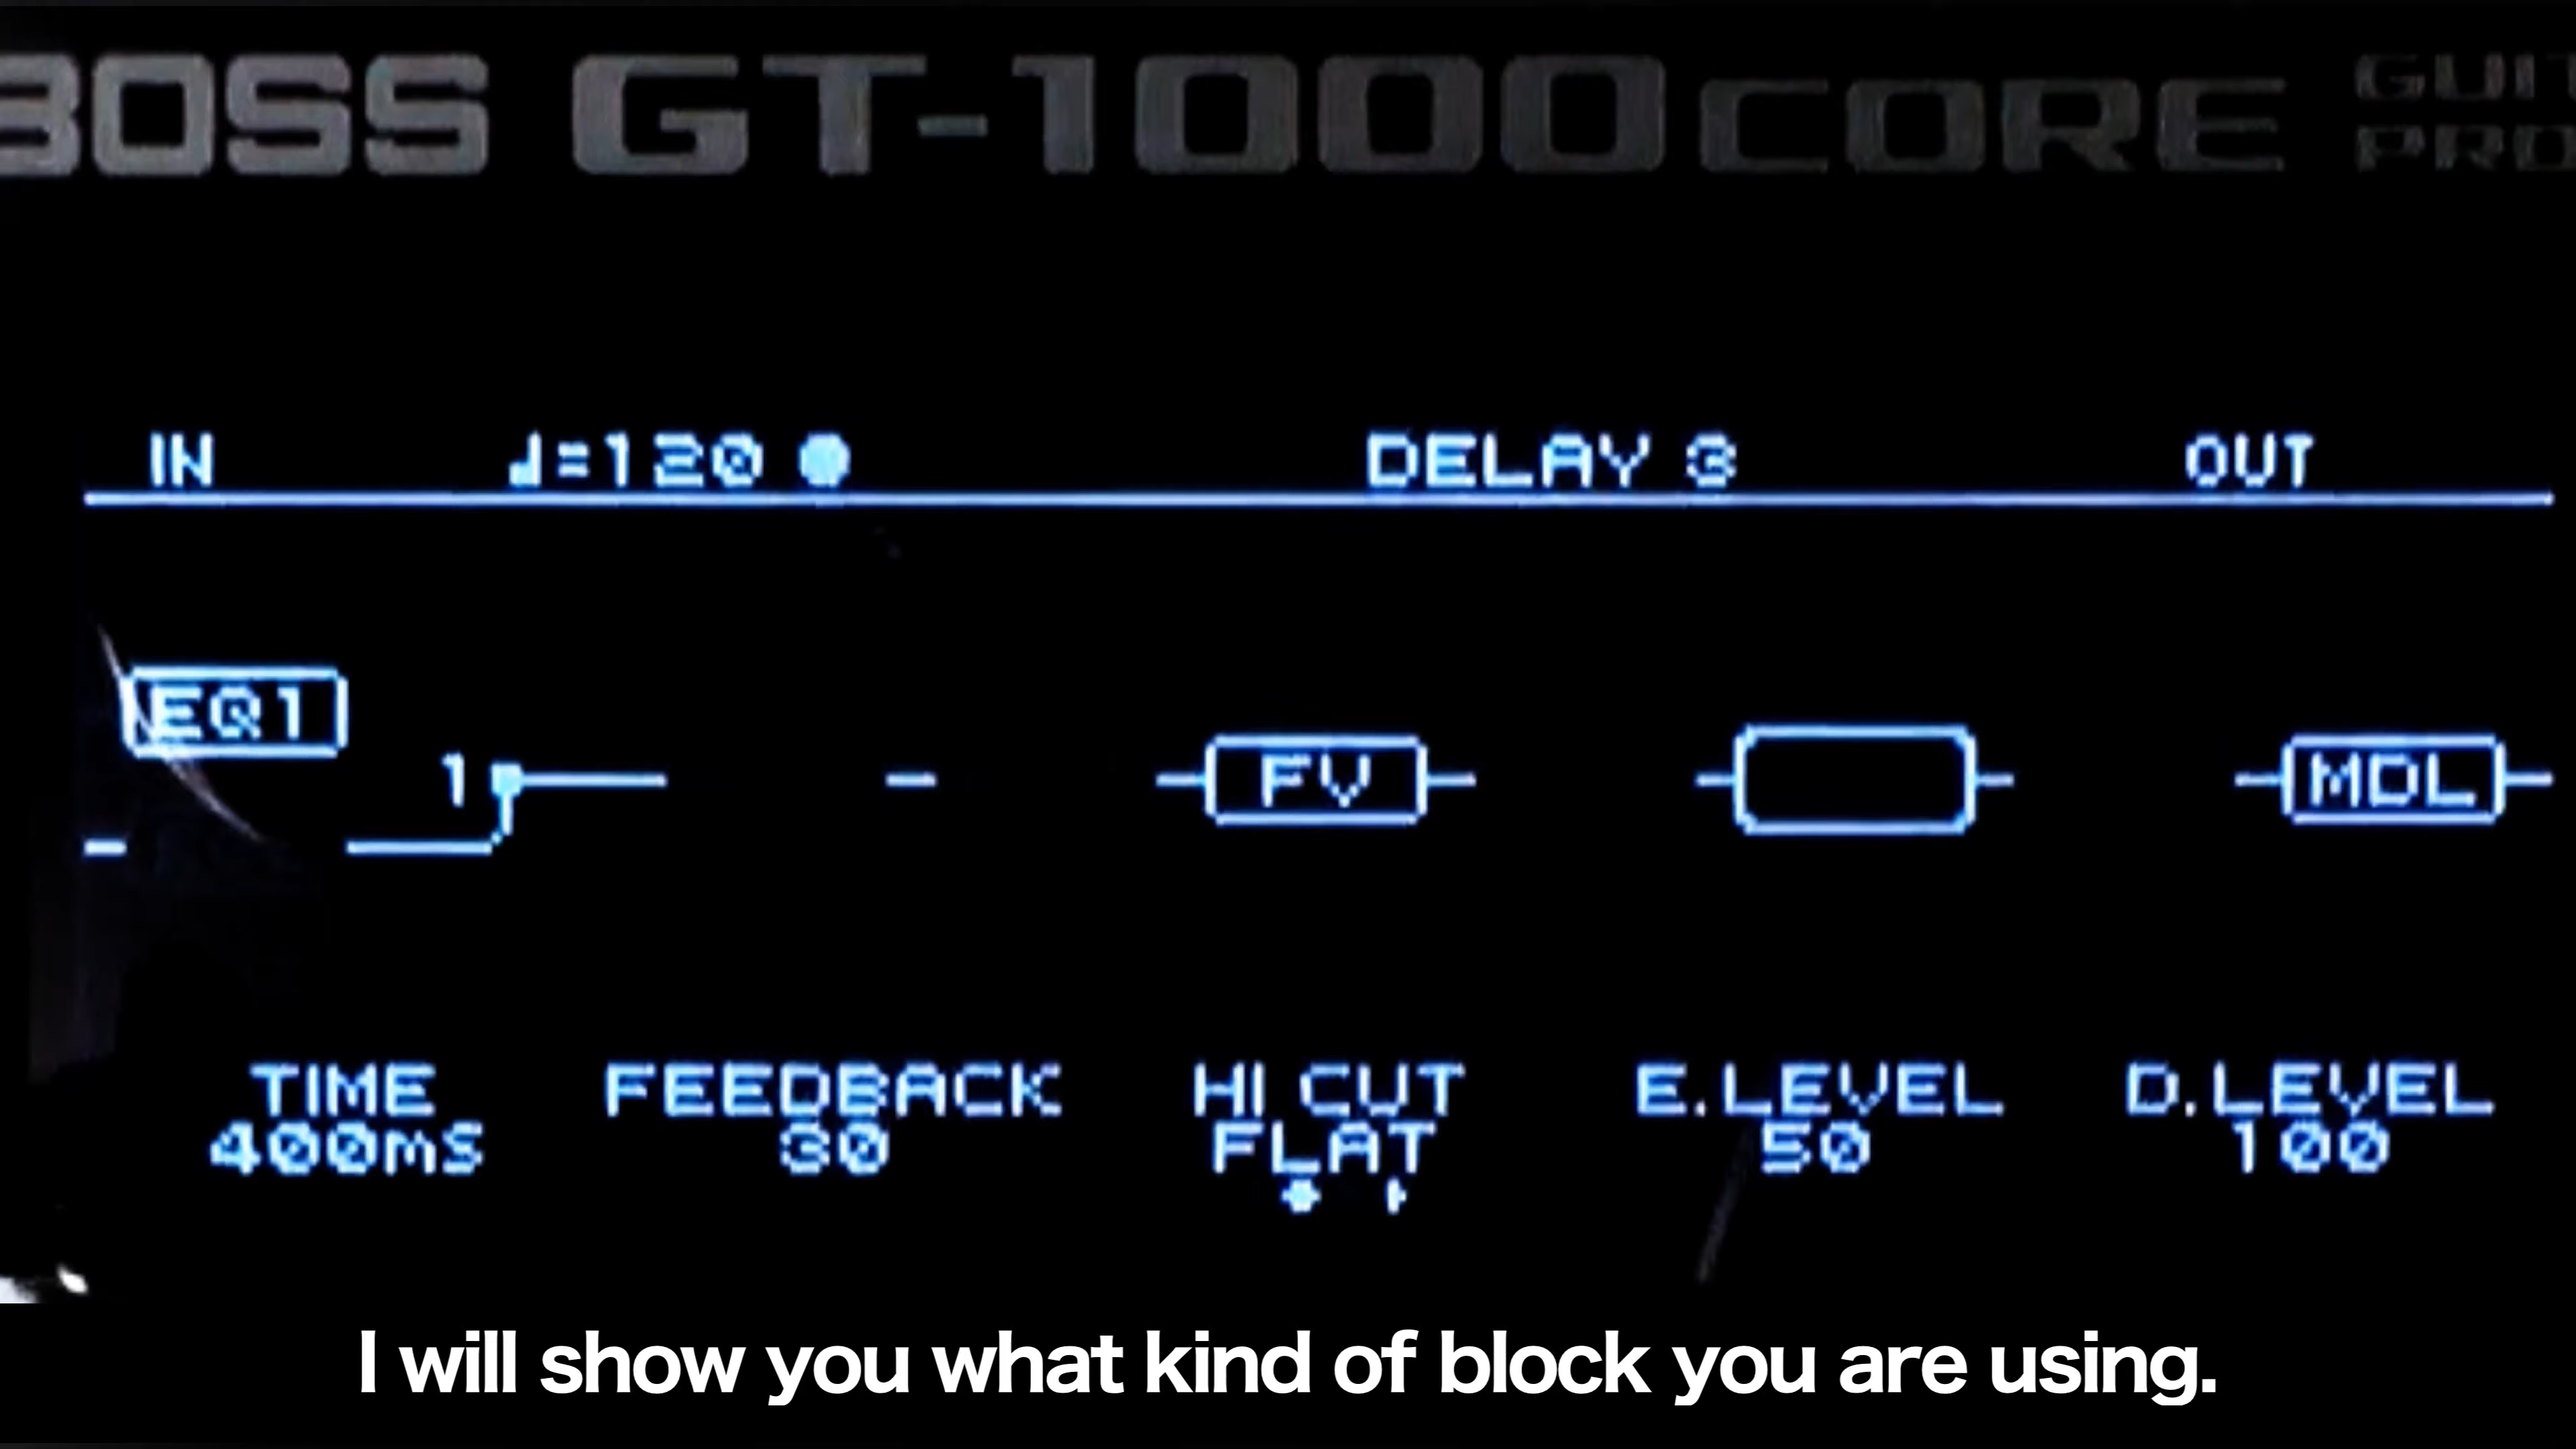 BOSS GT-1000CORE
IN ♩=120 DELAY 3 OUT
EQ1
1
FV
MDL
TIME FEEDBACK HI CUT E.LEVEL D.LEVEL
400mS 30 FLAT 50 100
I will show you what kind of block you are using.